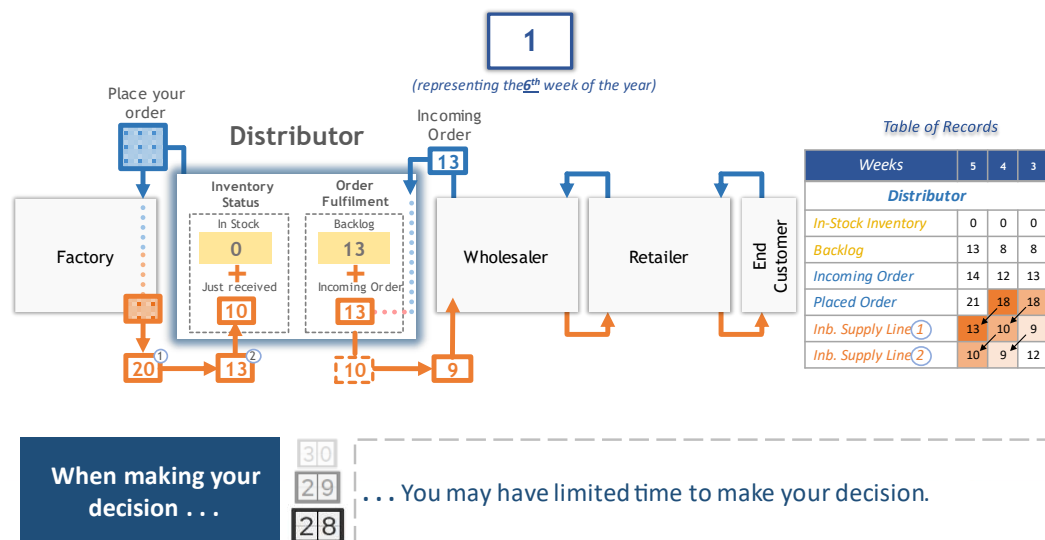 1
(representing the6th week of the year)
Place your
order
Distributor
Incoming
Order
13
Inventory
Status
Order
Fulfilment
In Stock
0
Just received
10
Backlog
13
Incoming Order
13
Factory
Wholesaler
Retailer
End
Customer
20
1
13
2
10
9
Table of Records
Weeks 5 4 3
Distributor
In-Stock Inventory 0 0 0
Backlog 13 8 8
Incoming Order 14 12 13
Placed Order 21 18 18
Inb. Supply Line 1 13 10 9
Inb. Supply Line 2 10 9 12
When making your
decision . . .
30
29
28
. . . You may have limited time to make your decision.